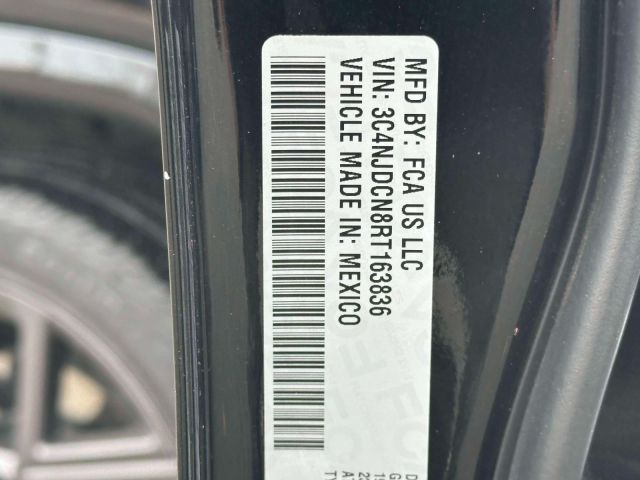 MFD BY: FCA US LLC
VIN: 3C4NJDCN8RT163836
VEHICLE MADE IN: MEXICO